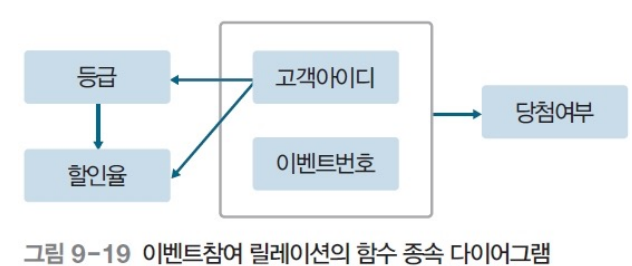 등급
고객아이디
당첨여부
할인율
이벤트번호
그림 9-19 이벤트참여 릴레이션의 함수 종속 다이어그램